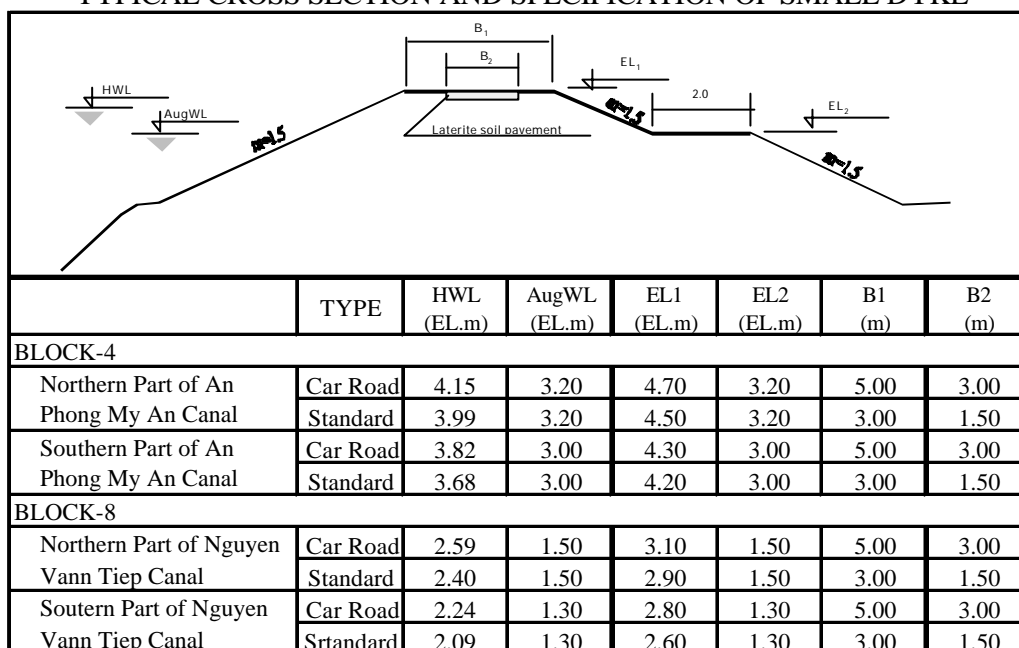 TYPICAL CROSS SECTION AND SPECIFICATION OF SMALL DYKE
B1
B2
EL1
HWL
2.0
AugWL
EL2
m=1.5
m=1.5
Laterite soil pavement
m=1.5
TYPE HWL AugWL EL1 EL2 B1 B2
(EL.m) (EL.m) (EL.m) (EL.m) (m) (m)
BLOCK-4
Northern Part of An Car Road 4.15 3.20 4.70 3.20 5.00 3.00
Phong My An Canal Standard 3.99 3.20 4.50 3.20 3.00 1.50
Southern Part of An Car Road 3.82 3.00 4.30 3.00 5.00 3.00
Phong My An Canal Standard 3.68 3.00 4.20 3.00 3.00 1.50
BLOCK-8
Northern Part of Nguyen Car Road 2.59 1.50 3.10 1.50 5.00 3.00
Vann Tiep Canal Standard 2.40 1.50 2.90 1.50 3.00 1.50
Soutern Part of Nguyen Car Road 2.24 1.30 2.80 1.30 5.00 3.00
Vann Tiep Canal Srtandard 2.09 1.30 2.60 1.30 3.00 1.50